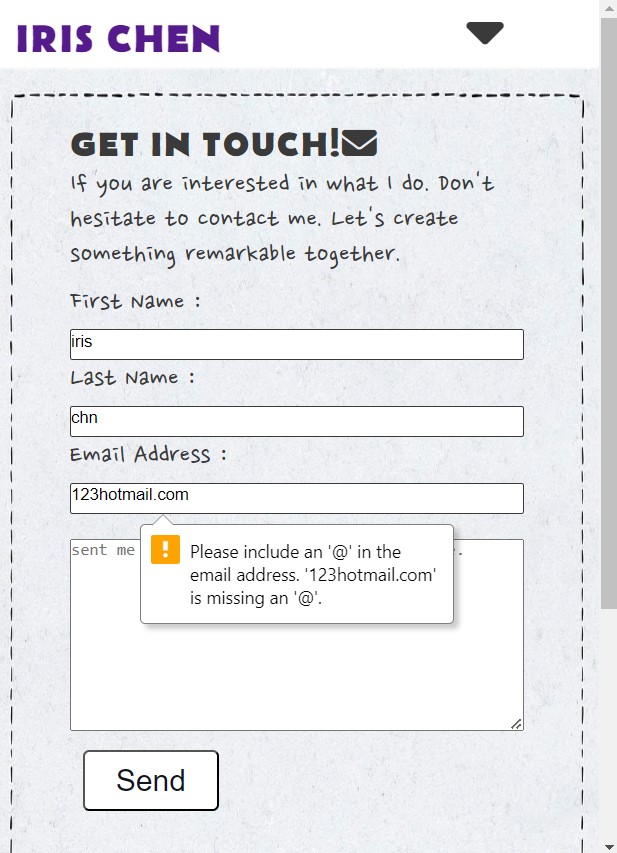 IRIS CHEN
GET IN TOUCH!
If you are interested in what I do. Don't
hesitate to contact me. Let's create
something remarkable together.
First Name :
iris
Last Name :
chn
Email Address :
123hotmail.com
sent me
Please include an '@' in the
email address. '123hotmail.com'
is missing an '@'.
Send